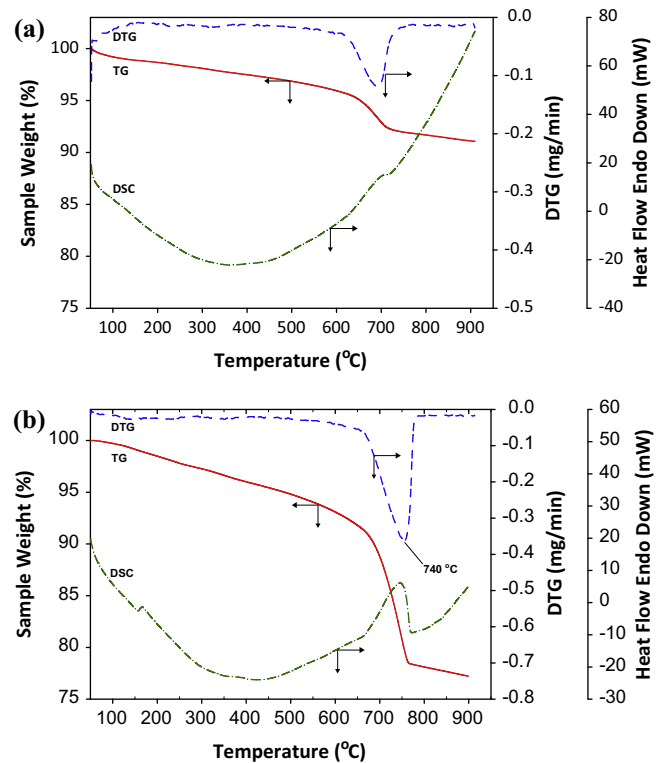 (a)
100
95
90
85
80
75
Sample Weight (%)
DTG
TG
DSC
100 200 300 400 500 600 700 800 900
Temperature (°C)
0.0
-0.1
-0.2
-0.3
-0.4
-0.5
DTG (mg/min)
80
60
40
20
0
-20
-40
Heat Flow Endo Down (mW)
(b)
100
95
90
85
80
75
Sample Weight (%)
DTG
TG
DSC
740 °C
100 200 300 400 500 600 700 800 900
Temperature (°C)
0.0
-0.1
-0.2
-0.3
-0.4
-0.5
-0.6
-0.7
-0.8
DTG (mg/min)
60
50
40
30
20
10
0
-10
-20
-30
Heat Flow Endo Down (mW)